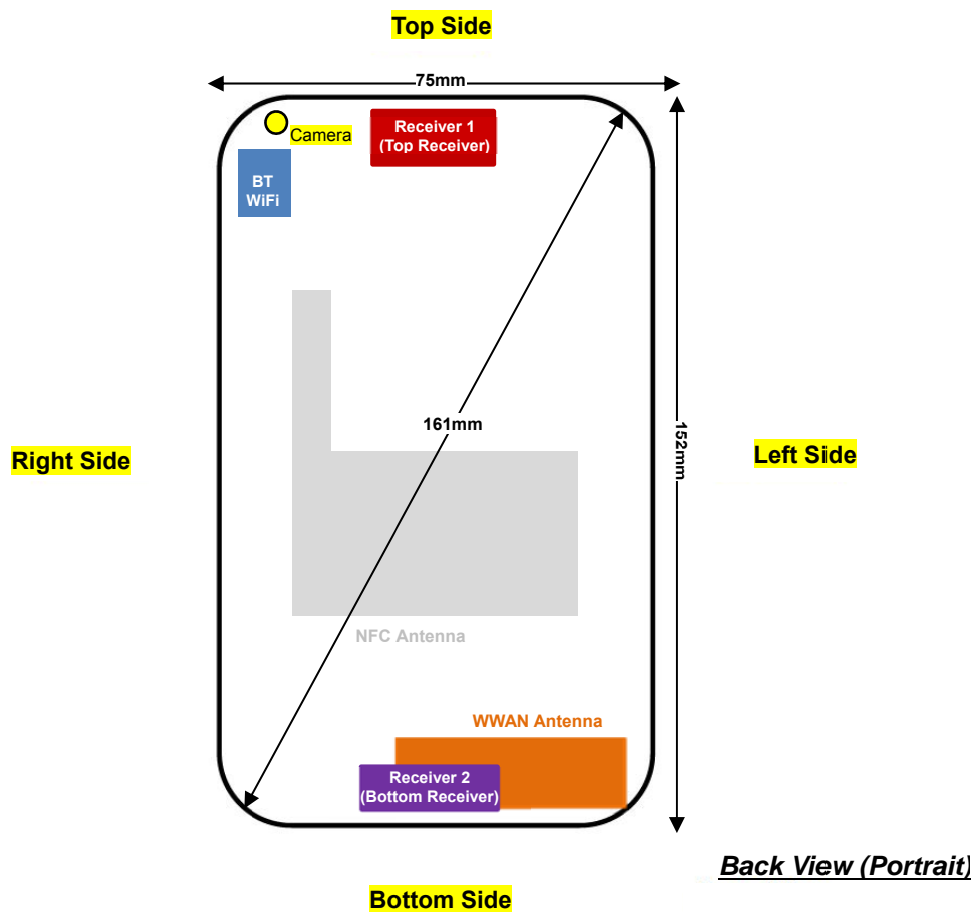 Top Side
75mm
Camera
Receiver 1
(Top Receiver)
BT
WiFi
161mm
152mm
Right Side
Left Side
NFC Antenna
WWAN Antenna
Receiver 2
(Bottom Receiver)
Back View (Portrait)
Bottom Side